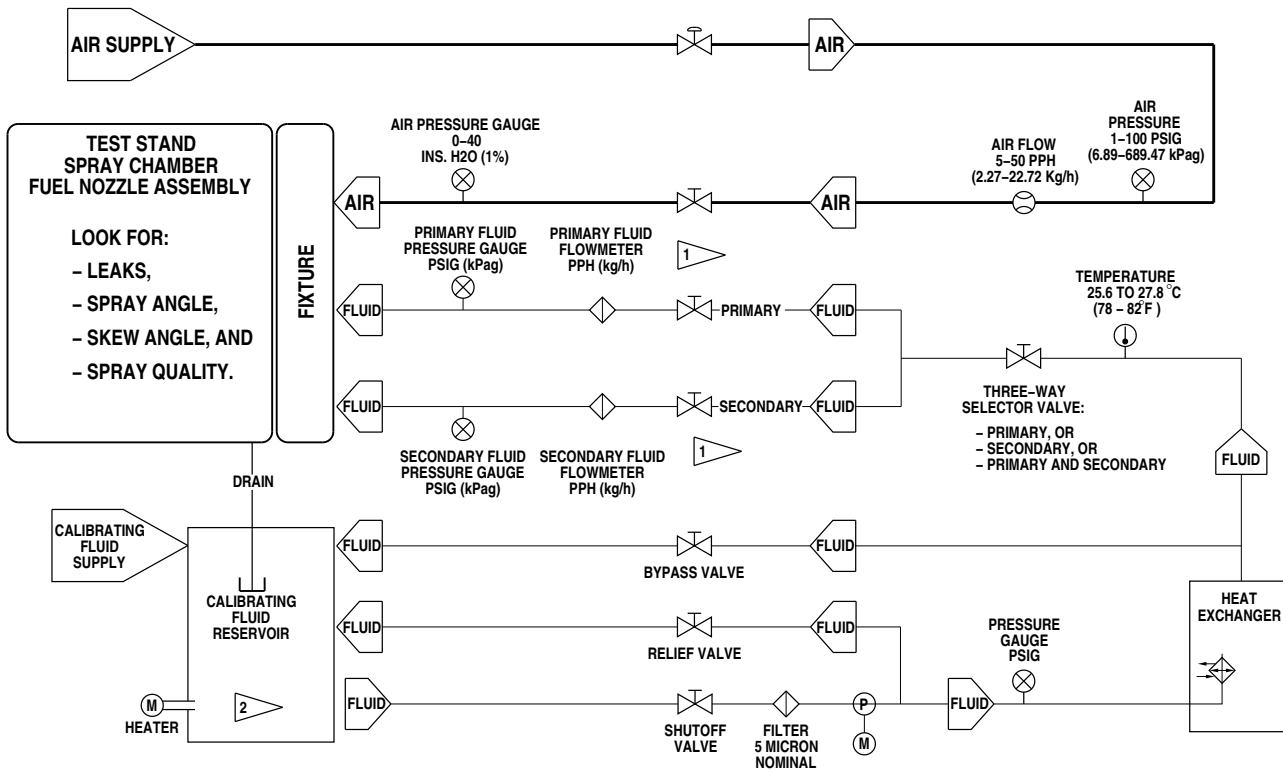 AIR SUPPLY
AIR
AIR
PRESSURE
1–100 PSIG
(6.89–689.47 kPag)
AIR FLOW
5–50 PPH
(2.27–22.72 Kg/h)
AIR PRESSURE GAUGE
0–40
INS. H2O (1%)
TEST STAND
SPRAY CHAMBER
FUEL NOZZLE ASSEMBLY
LOOK FOR:
– LEAKS,
– SPRAY ANGLE,
– SKEW ANGLE, AND
– SPRAY QUALITY.
FIXTURE
AIR
AIR
PRIMARY FLUID
PRESSURE GAUGE
PSIG (kPag)
PRIMARY FLUID
FLOWMETER
PPH (kg/h)
1
FLUID
PRIMARY
FLUID
TEMPERATURE
25.6 TO 27.8 °C
(78 – 82°F )
FLUID
SECONDARY
FLUID
THREE–WAY
SELECTOR VALVE:
– PRIMARY, OR
– SECONDARY, OR
– PRIMARY AND SECONDARY
SECONDARY FLUID
PRESSURE GAUGE
PSIG (kPag)
SECONDARY FLUID
FLOWMETER
PPH (kg/h)
1
FLUID
DRAIN
CALIBRATING
FLUID
SUPPLY
FLUID
BYPASS VALVE
FLUID
CALIBRATING
FLUID
RESERVOIR
HEAT
EXCHANGER
FLUID
RELIEF VALVE
FLUID
PRESSURE
GAUGE
PSIG
M
HEATER
2
FLUID
SHUTOFF
VALVE
FILTER
5 MICRON
NOMINAL
P
M
FLUID